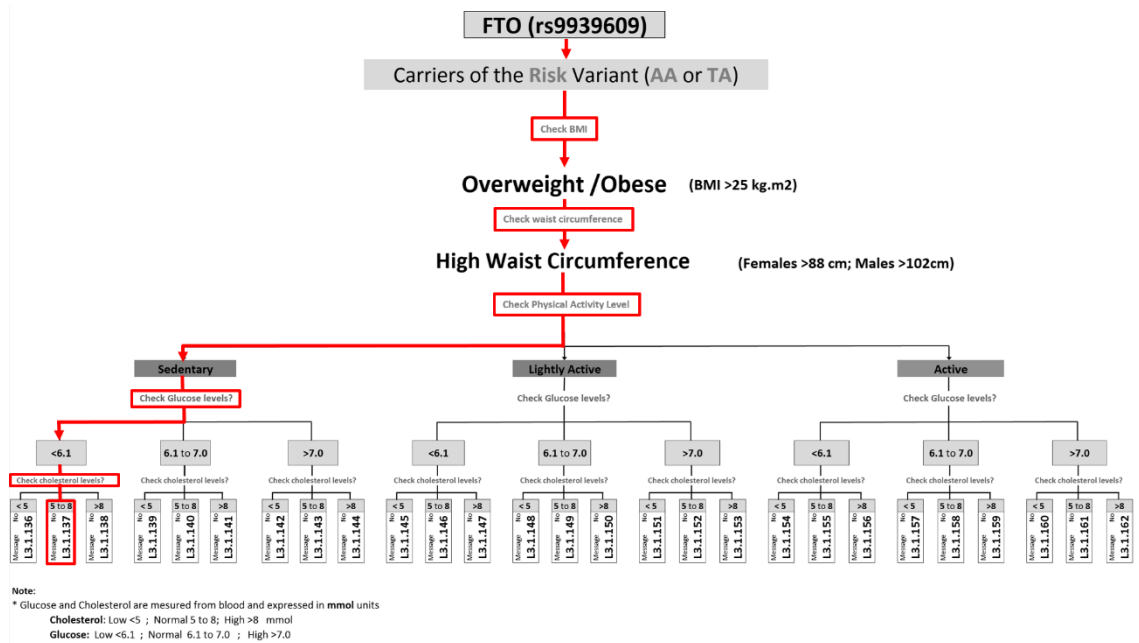 FTO (rs9939609)
Carriers of the Risk Variant (AA or TA)
Check BMI
Overweight /Obese (BMI >25 kg.m2)
Check waist circumference
High Waist Circumference (Females >88 cm; Males >102cm)
Check Physical Activity Level
Sedentary Lightly Active Active
Check Glucose levels? Check Glucose levels? Check Glucose levels?
<6.1 6.1 to 7.0 >7.0 <6.1 6.1 to 7.0 >7.0 <6.1 6.1 to 7.0 >7.0
Check cholesterol levels? Check cholesterol levels? Check cholesterol levels? Check cholesterol levels? Check cholesterol levels? Check cholesterol levels? Check cholesterol levels? Check cholesterol levels? Check cholesterol levels?
< 5 5 to 8 >8 < 5 5 to 8 >8 < 5 5 to 8 >8 < 5 5 to 8 >8 < 5 5 to 8 >8 < 5 5 to 8 >8 < 5 5 to 8 >8 < 5 5 to 8 >8 < 5 5 to 8 >8
Message No L3.1.136
Message No L3.1.137
Message No L3.1.138
Message No L3.1.139
Message No L3.1.140
Message No L3.1.141
Message No L3.1.142
Message No L3.1.143
Message No L3.1.144
Message No L3.1.145
Message No L3.1.146
Message No L3.1.147
Message No L3.1.148
Message No L3.1.149
Message No L3.1.150
Message No L3.1.151
Message No L3.1.152
Message No L3.1.153
Message No L3.1.154
Message No L3.1.155
Message No L3.1.156
Message No L3.1.157
Message No L3.1.158
Message No L3.1.159
Message No L3.1.160
Message No L3.1.161
Message No L3.1.162
Note:
* Glucose and Cholesterol are mesured from blood and expressed in mmol units
Cholesterol: Low <5 ; Normal 5 to 8; High >8 mmol
Glucose: Low <6.1 ; Normal 6.1 to 7.0 ; High >7.0